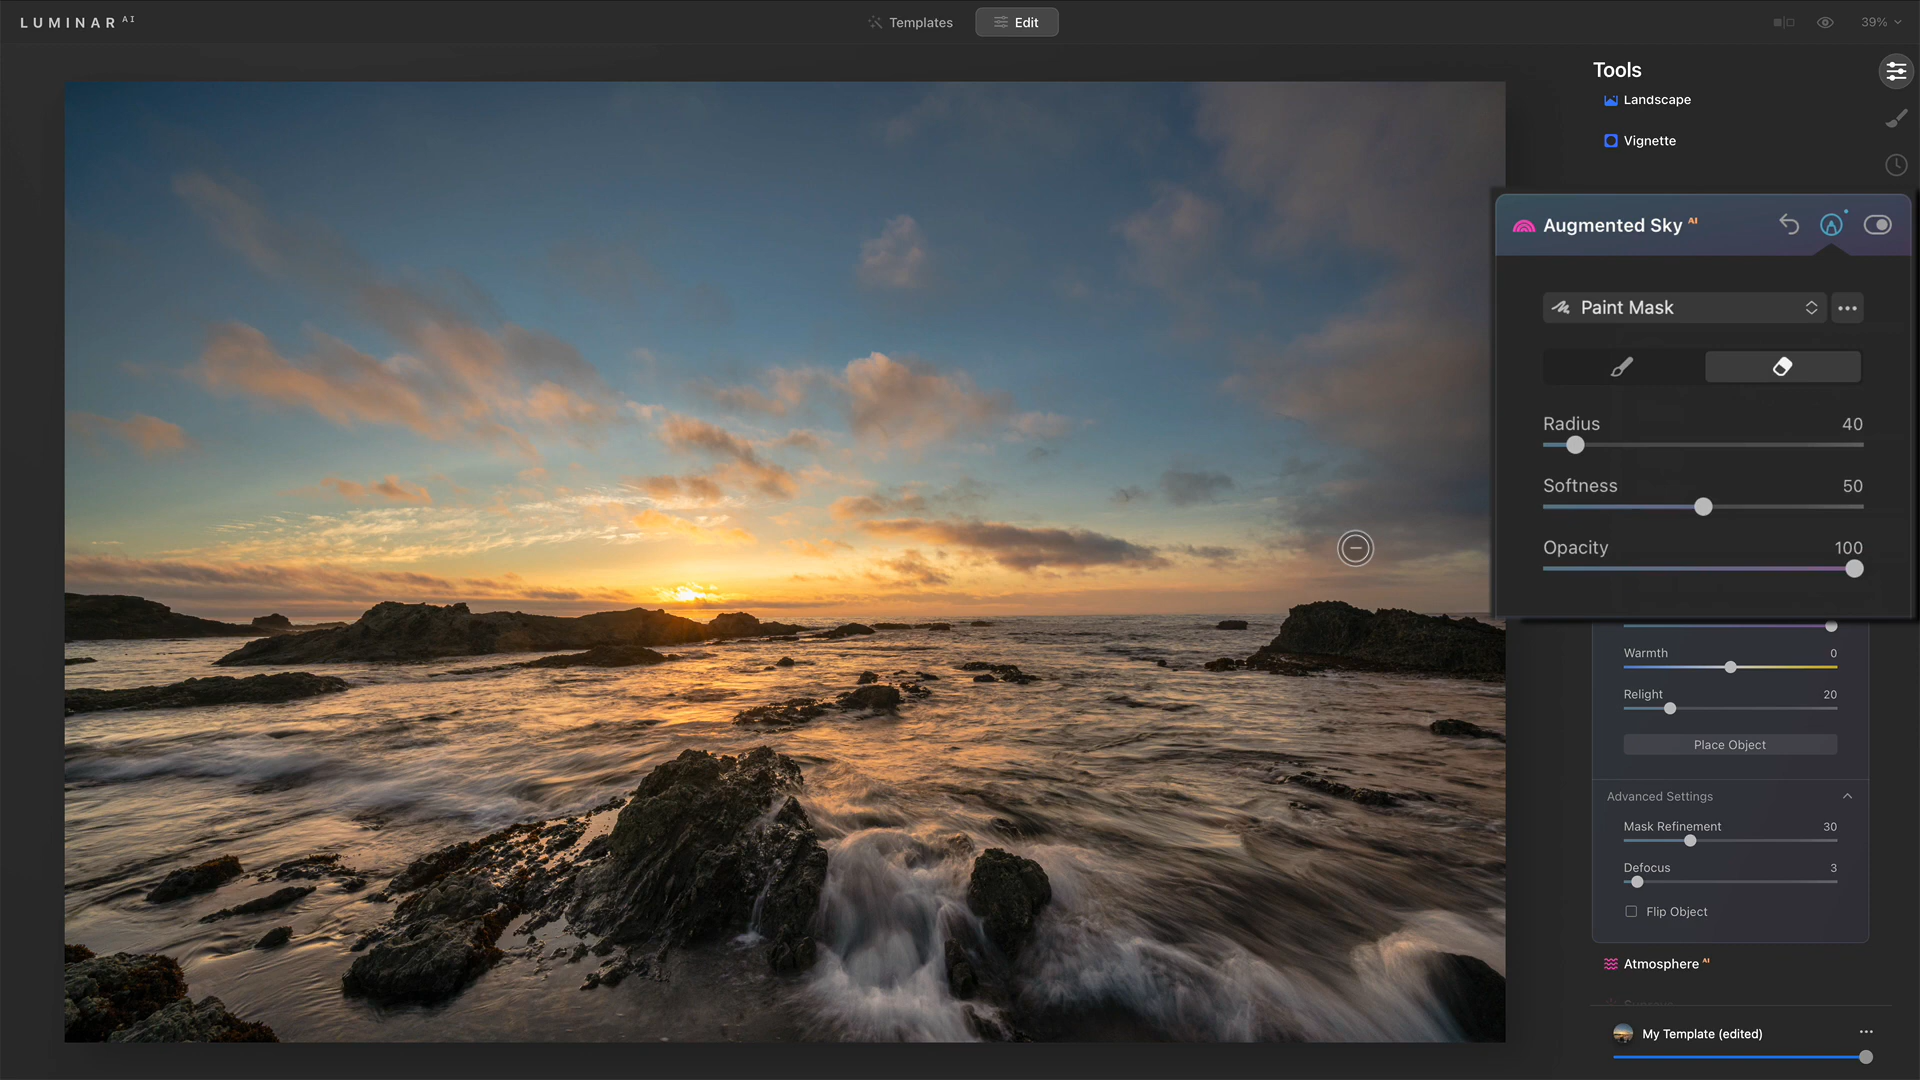 LUMINAR AI
Templates
Edit
39%
Tools
Landscape
Vignette
Augmented Sky AI
Paint Mask
Radius 40
Softness 50
Opacity 100
Warmth 0
Relight 20
Place Object
Advanced Settings
Mask Refinement 30
Defocus 3
Flip Object
Atmosphere AI
My Template (edited)